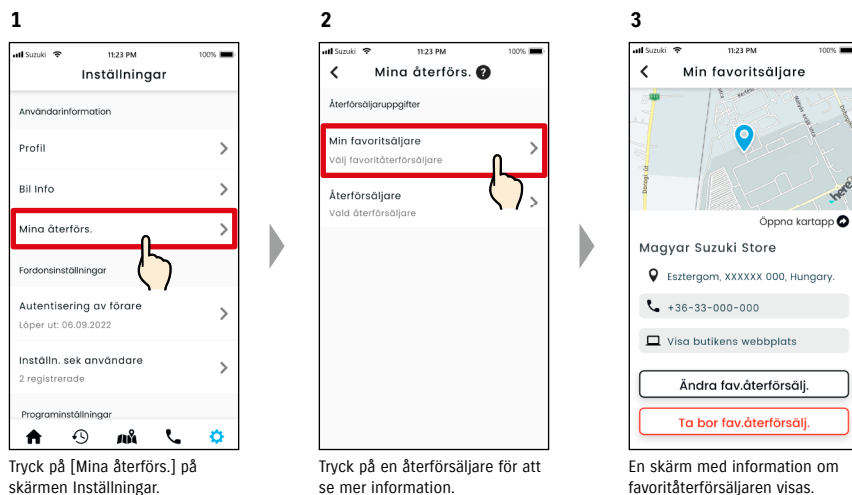 1
Suzuki 11:23 PM 100%
Inställningar
Användarinformation
Profil
Bil Info
Mina återförs.
Fordonsinställningar
Autentisering av förare
Löper ut: 06.09.2022
Inställn. sek användare
2 registrerade
Programinställningar
Tryck på [Mina återförs.] på
skärmen Inställningar.
2
Suzuki 11:23 PM 100%
Mina återförs. ?
Återförsäljaruppgifter
Min favoritsäljare
Välj favoritåterförsäljare
Återförsäljare
Vald återförsäljare
Tryck på en återförsäljare för att
se mer information.
3
Suzuki 11:23 PM 100%
Min favoritsäljare
Dorogi út
here
Öppna kartapp
Magyar Suzuki Store
Esztergom, XXXXXX 000, Hungary.
+36-33-000-000
Visa butikens webbplats
Ändra fav.återförsälj.
Ta bor fav.återförsälj.
En skärm med information om
favoritåterförsäljaren visas.